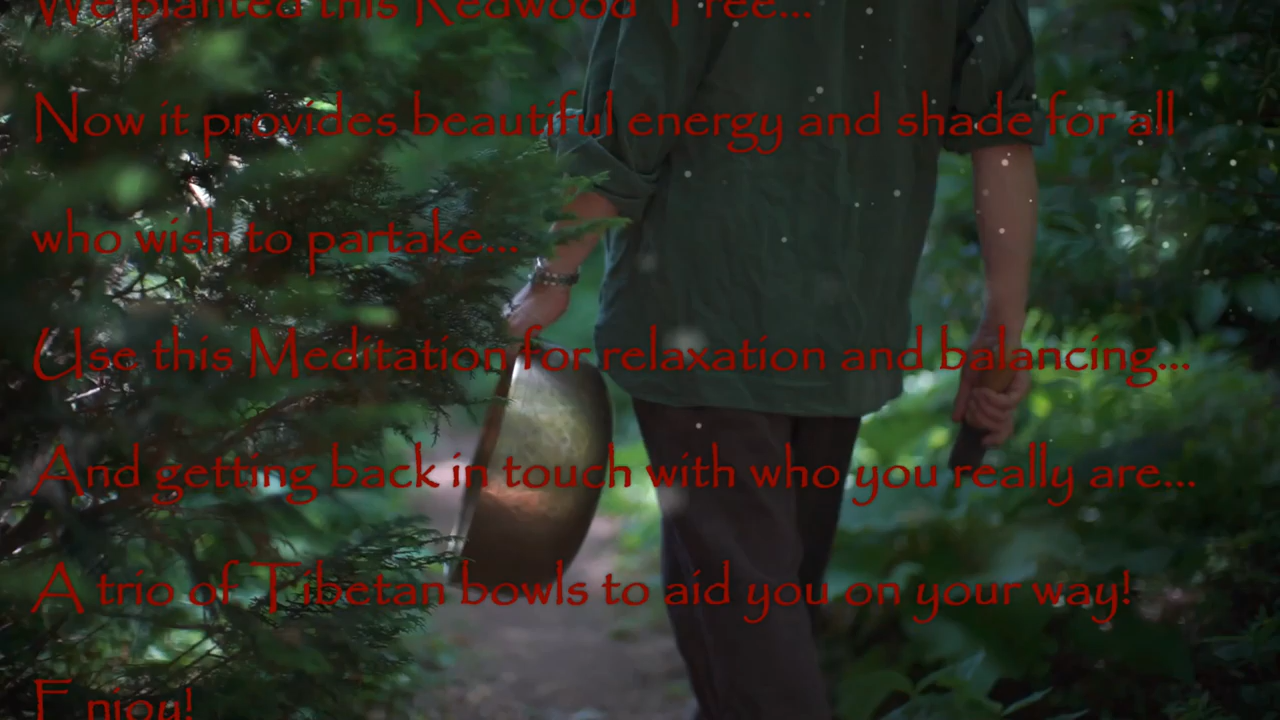 We planted this Redwood Tree...
Now it provides beautiful energy and shade for all
who wish to partake...
Use this Meditation for relaxation and balancing...
And getting back in touch with who you really are...
A trio of Tibetan bowls to aid you on your way!
Enjoy!